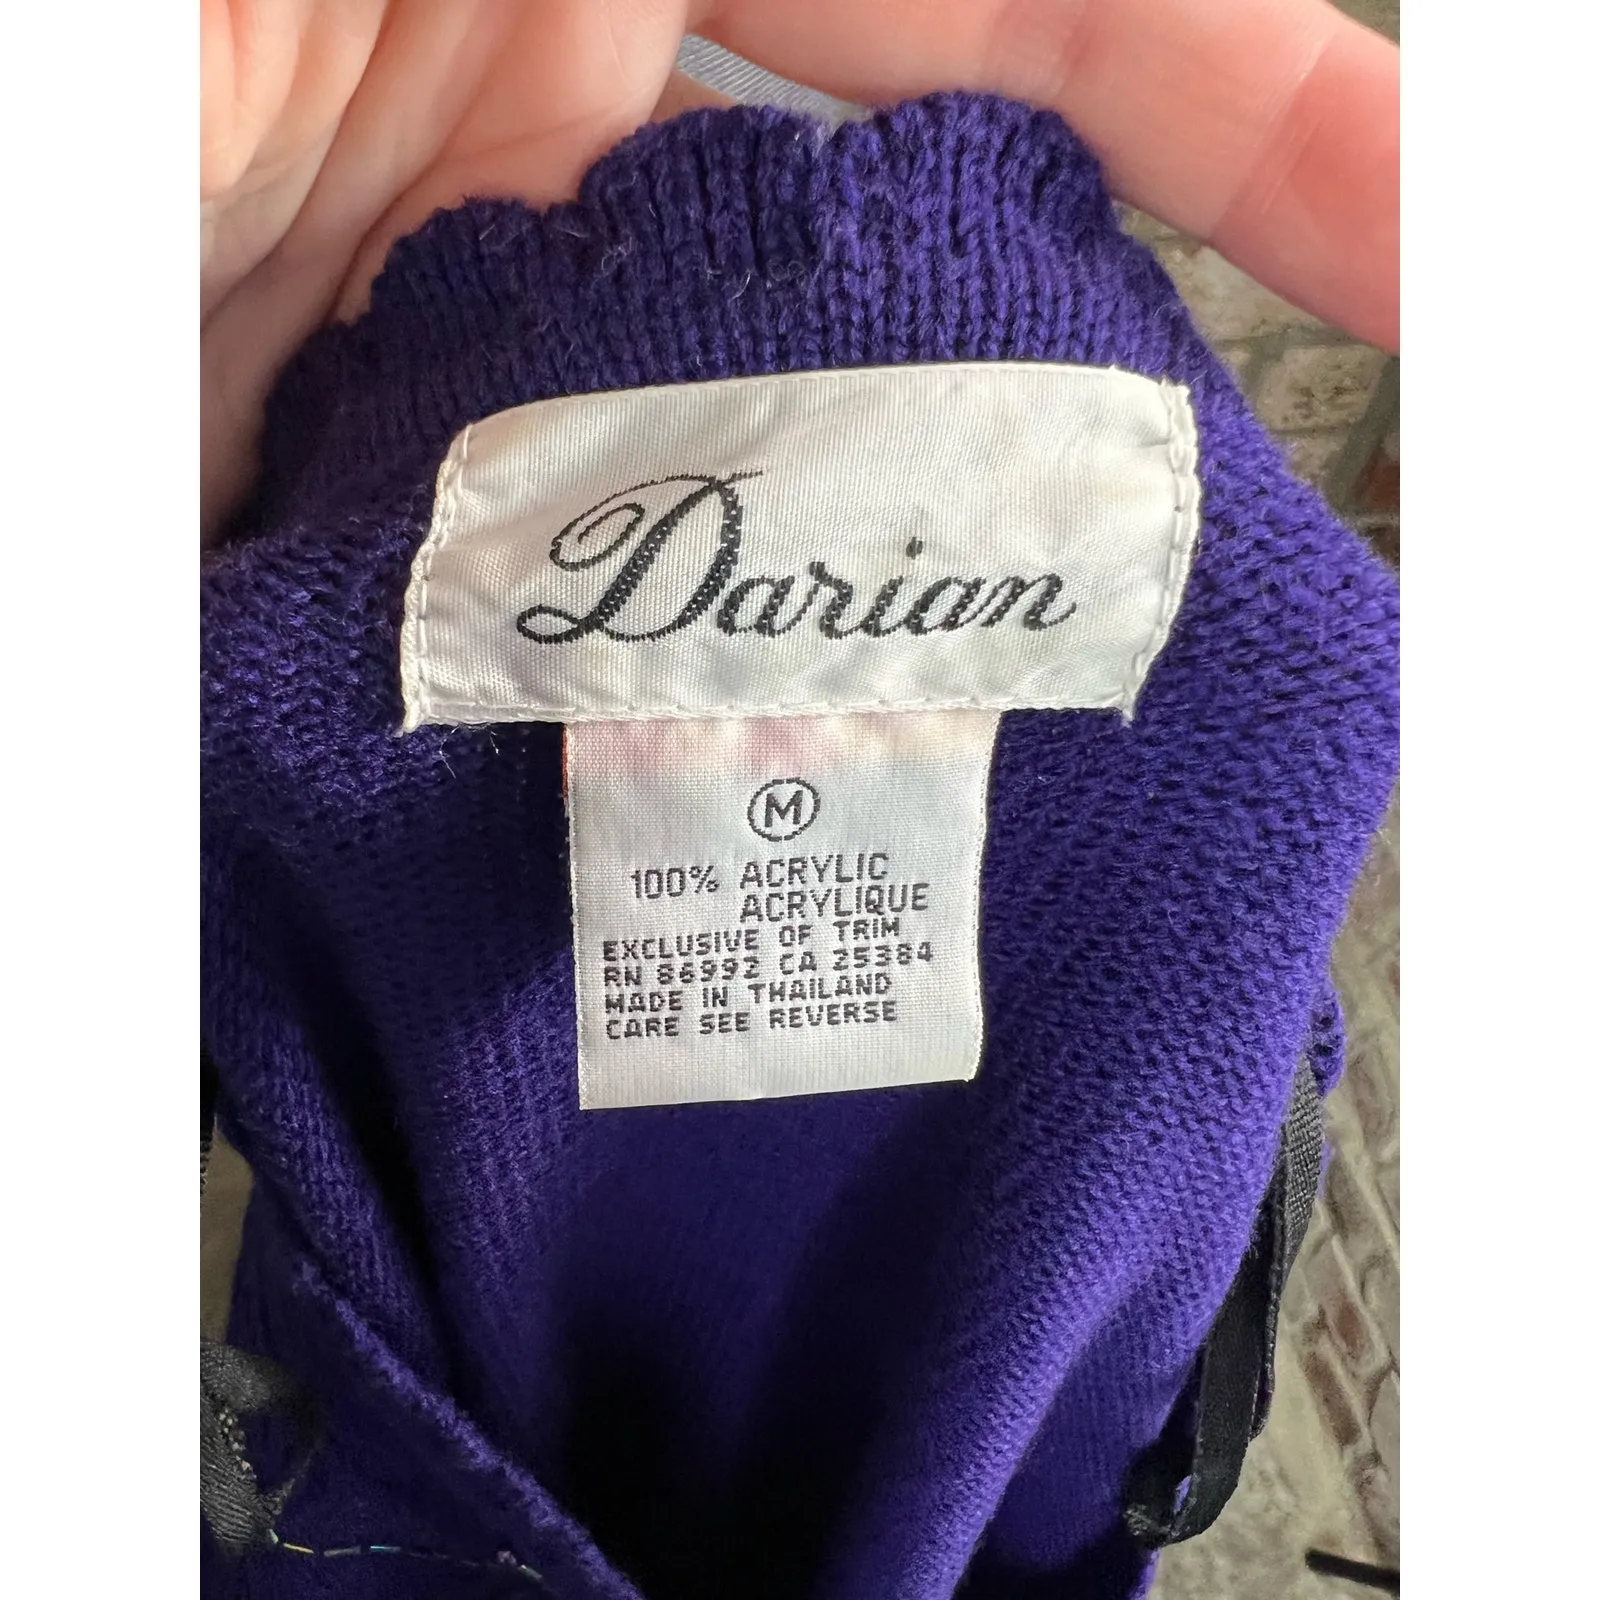 Darian
M
100% ACRYLIC
ACRYLIQUE
EXCLUSIVE OF TRIM
RN 86992 CA 25384
MADE IN THAILAND
CARE SEE REVERSE